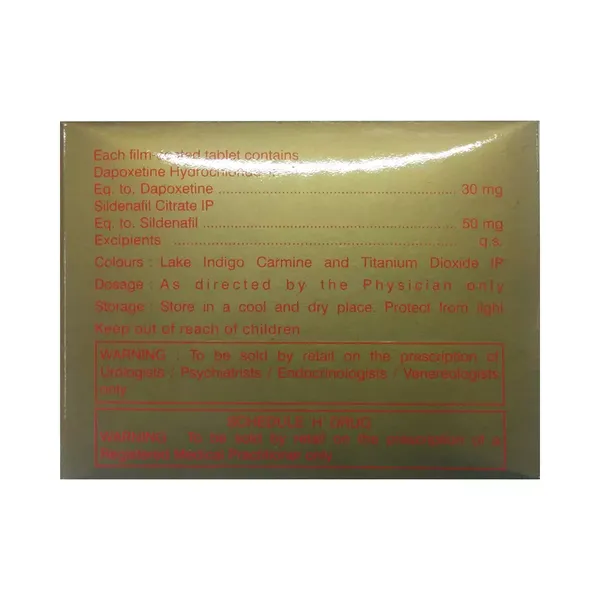 Each film coated tablet contains
Dapoxetine Hydrochloride
Eq. to. Dapoxetine ........................................ 30 mg
Sildenafil Citrate IP
Eq. to. Sildenafil ........................................ 50 mg
Excipients ........................................ q.s.
Colours : Lake Indigo Carmine and Titanium Dioxide IP
Dosage : As directed by the Physician only
Storage : Store in a cool and dry place. Protect from light
Keep out of reach of children
WARNING : To be sold by retail on the prescription of
Urologists / Psychiatrists / Endocrinologists / Venereologists
only
SCHEDULE H DRUG
WARNING : To be sold by retail on the prescription of a
Registered Medical Practitioner only